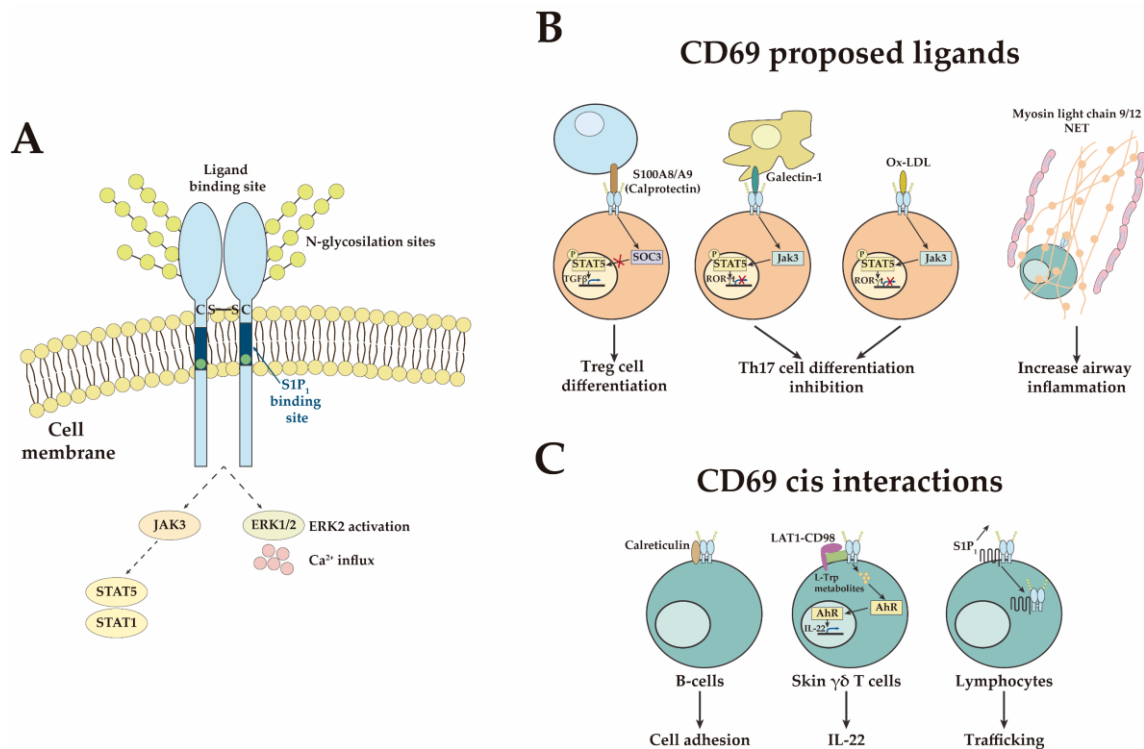 A
Ligand
binding site
N-glycosilation sites
C S S C
S1P₁
binding
site
Cell
membrane
JAK3
ERK1/2
ERK2 activation
Ca²⁺ influx
STAT5
STAT1
B
CD69 proposed ligands
S100A8/A9
(Calprotectin)
P
STAT5
TGFβ
SOC3
Treg cell
differentiation
Galectin-1
P
STAT5
RORγt
Jak3
Ox-LDL
P
STAT5
RORγt
Jak3
Th17 cell differentiation
inhibition
Myosin light chain 9/12
NET
Increase airway
inflammation
C
CD69 cis interactions
Calreticulin
B-cells
Cell adhesion
LAT1-CD98
L-Trp
metabolites
AhR
AhR
IL-22
Skin γδ T cells
IL-22
S1P₁
Lymphocytes
Trafficking